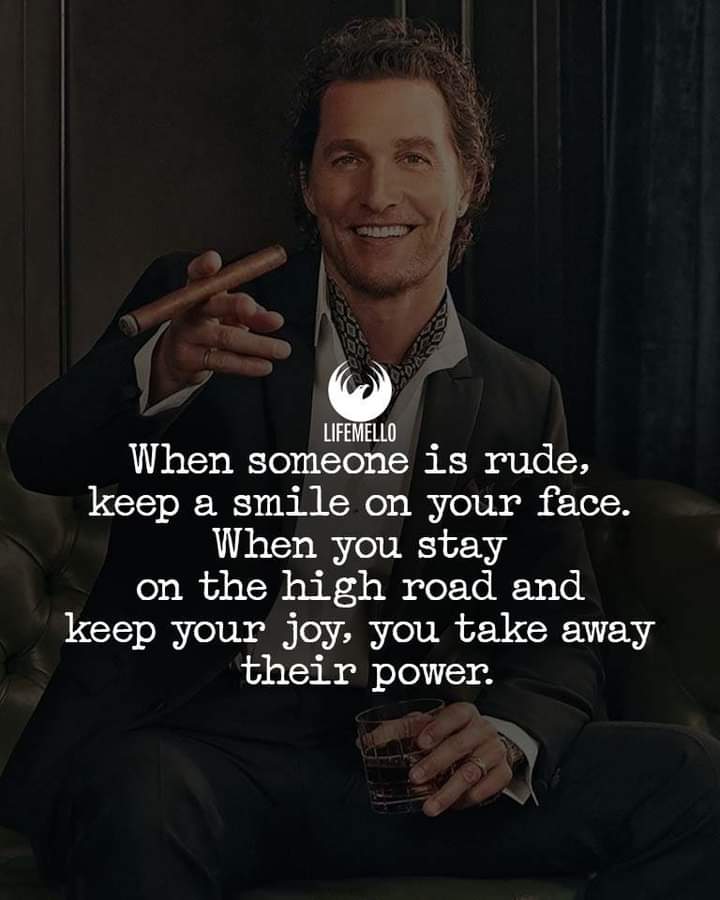 LIFEMELLO
When someone is rude,
keep a smile on your face.
When you stay
on the high road and
keep your joy, you take away
their power.